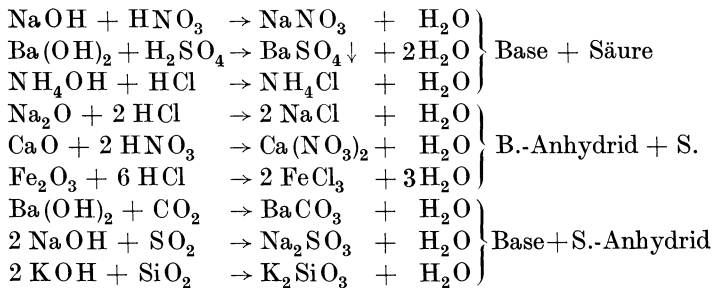 NaOH + HNO₃ → NaNO₃ + H₂O
Ba(OH)₂ + H₂SO₄ → BaSO₄↓ + 2H₂O } Base + Säure
NH₄OH + HCl → NH₄Cl + H₂O
Na₂O + 2 HCl → 2 NaCl + H₂O
CaO + 2 HNO₃ → Ca(NO₃)₂ + H₂O } B.-Anhydrid + S.
Fe₂O₃ + 6 HCl → 2 FeCl₃ + 3H₂O
Ba(OH)₂ + CO₂ → BaCO₃ + H₂O
2 NaOH + SO₂ → Na₂SO₃ + H₂O } Base+S.-Anhydrid
2 KOH + SiO₂ → K₂SiO₃ + H₂O